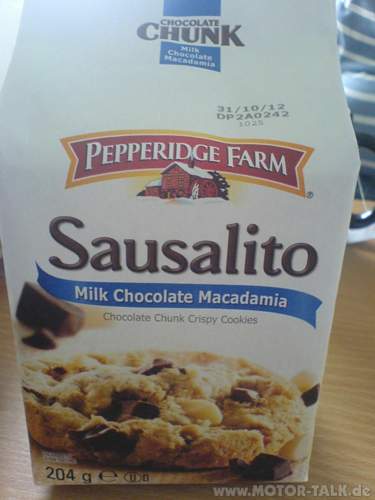 CHOCOLATE
CHUNK
Milk
Chocolate
Macadamia
31/10/12
DP2A0242
1025
PEPPERIDGE FARM
Sausalito
Milk Chocolate Macadamia
Chocolate Chunk Crispy Cookies
204 g ℮
www.MOTOR-TALK.de